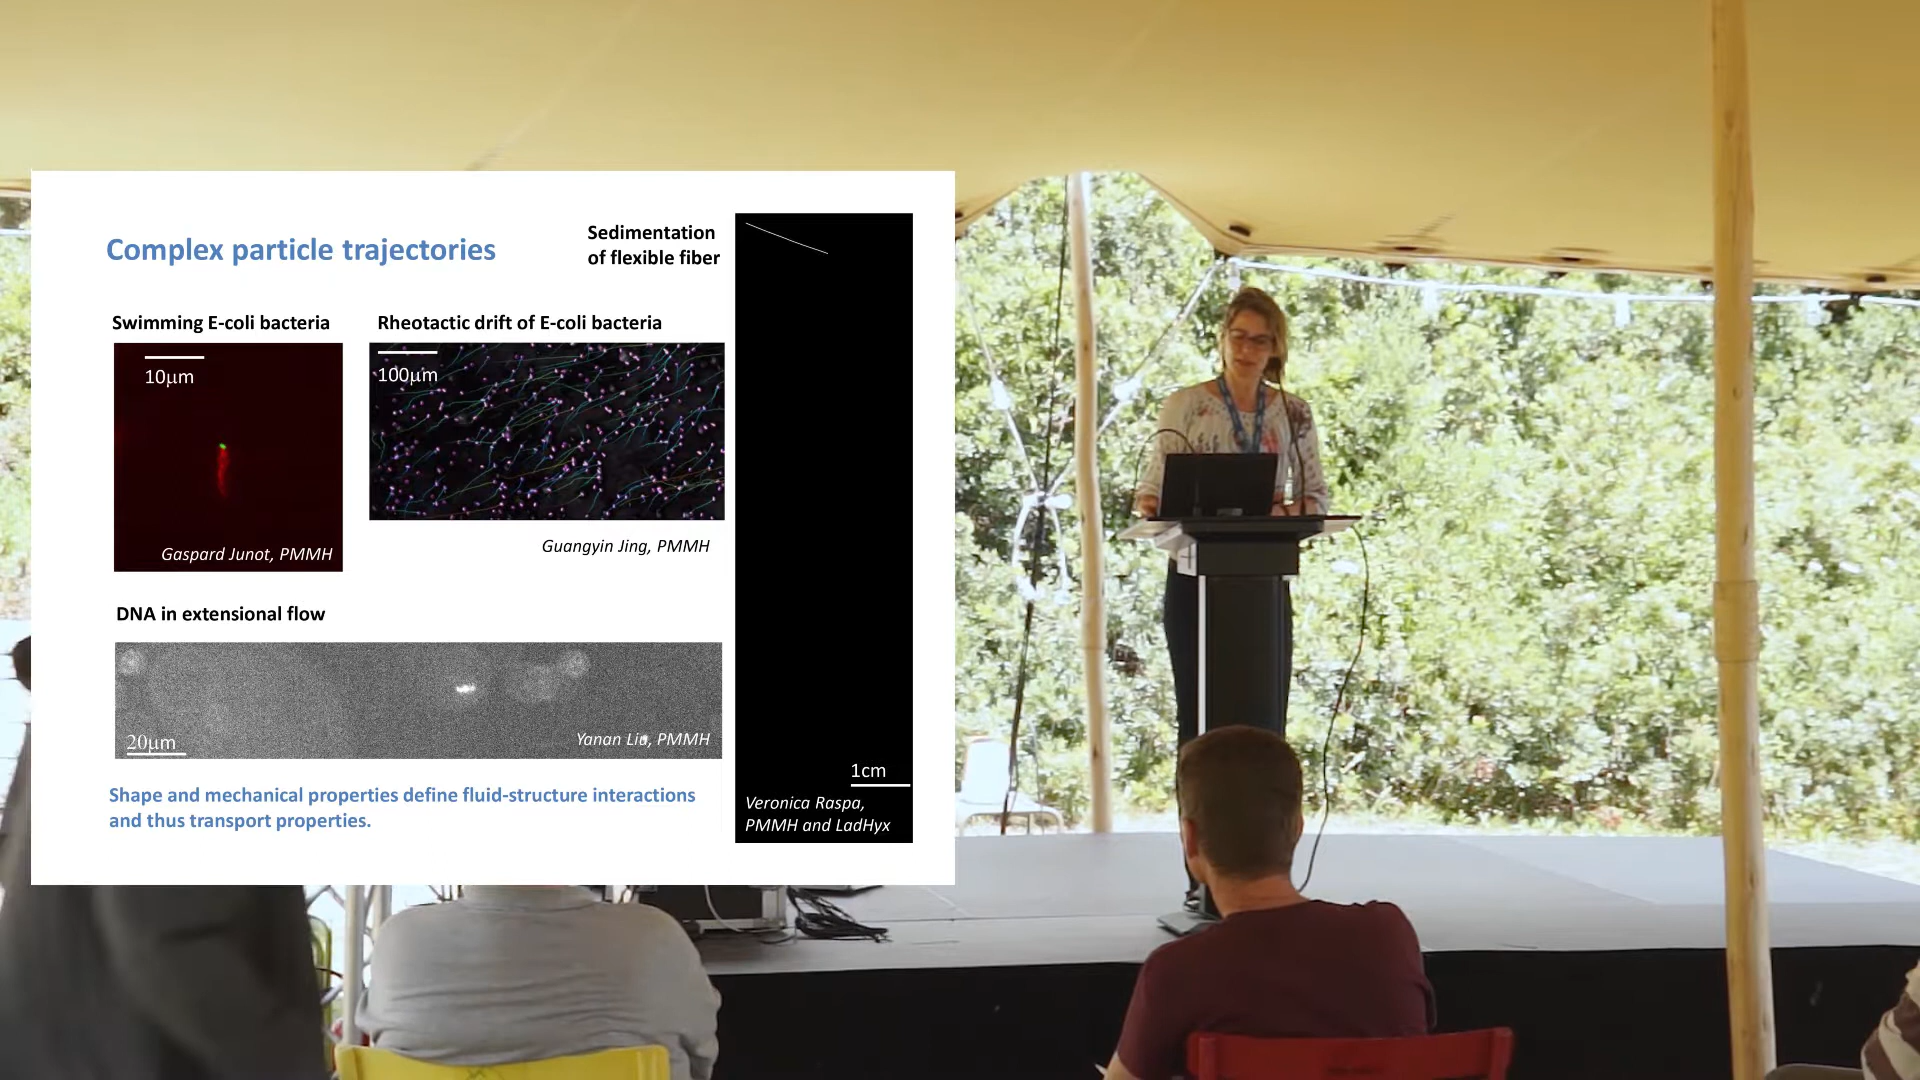 Complex particle trajectories
Sedimentation
of flexible fiber
Swimming E-coli bacteria
10µm
Gaspard Junot, PMMH
Rheotactic drift of E-coli bacteria
100µm
Guangyin Jing, PMMH
DNA in extensional flow
20µm
Yanan Liu, PMMH
Shape and mechanical properties define fluid-structure interactions
and thus transport properties.
1cm
Veronica Raspa,
PMMH and LadHyx